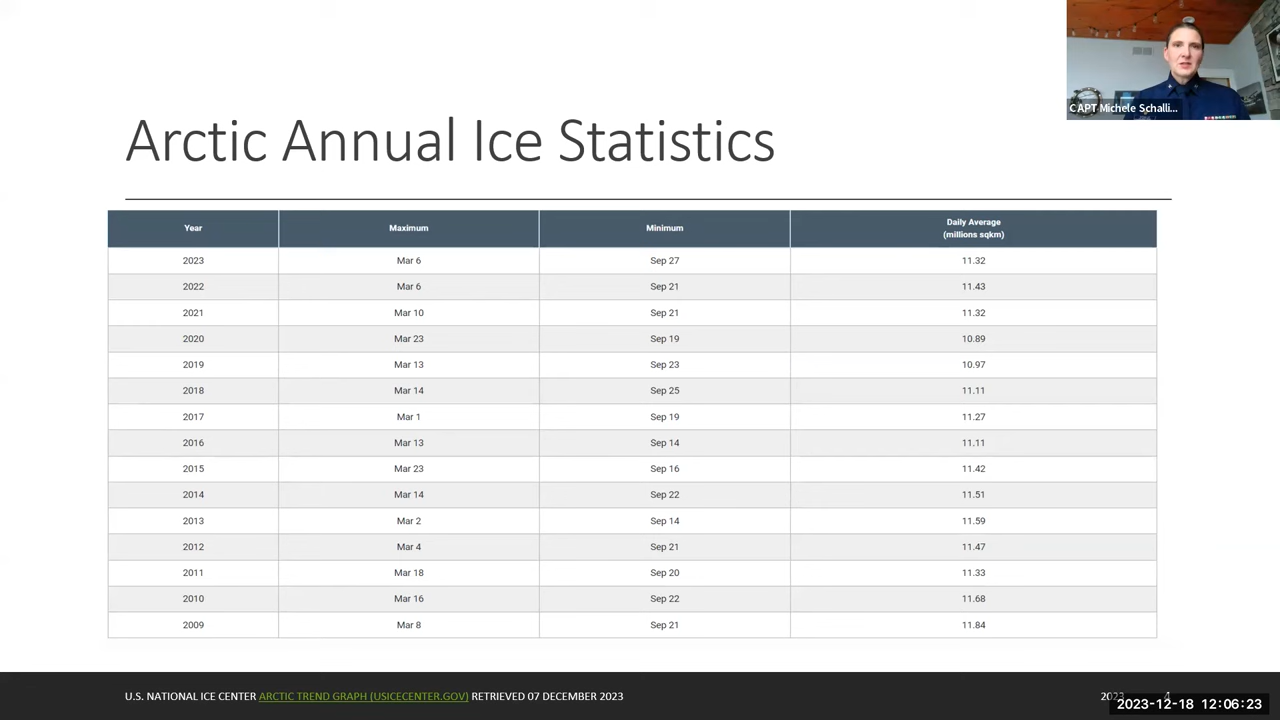 CAPT Michele Schalli...
Arctic Annual Ice Statistics
Year Maximum Minimum Daily Average
(millions sqkm)
2023 Mar 6 Sep 27 11.32
2022 Mar 6 Sep 21 11.43
2021 Mar 10 Sep 21 11.32
2020 Mar 23 Sep 19 10.89
2019 Mar 13 Sep 23 10.97
2018 Mar 14 Sep 25 11.11
2017 Mar 1 Sep 19 11.27
2016 Mar 13 Sep 14 11.11
2015 Mar 23 Sep 16 11.42
2014 Mar 14 Sep 22 11.51
2013 Mar 2 Sep 14 11.59
2012 Mar 4 Sep 21 11.47
2011 Mar 18 Sep 20 11.33
2010 Mar 16 Sep 22 11.68
2009 Mar 8 Sep 21 11.84
U.S. NATIONAL ICE CENTER ARCTIC TREND GRAPH (USICECENTER.GOV) RETRIEVED 07 DECEMBER 2023
2023-12-18 12:06:23